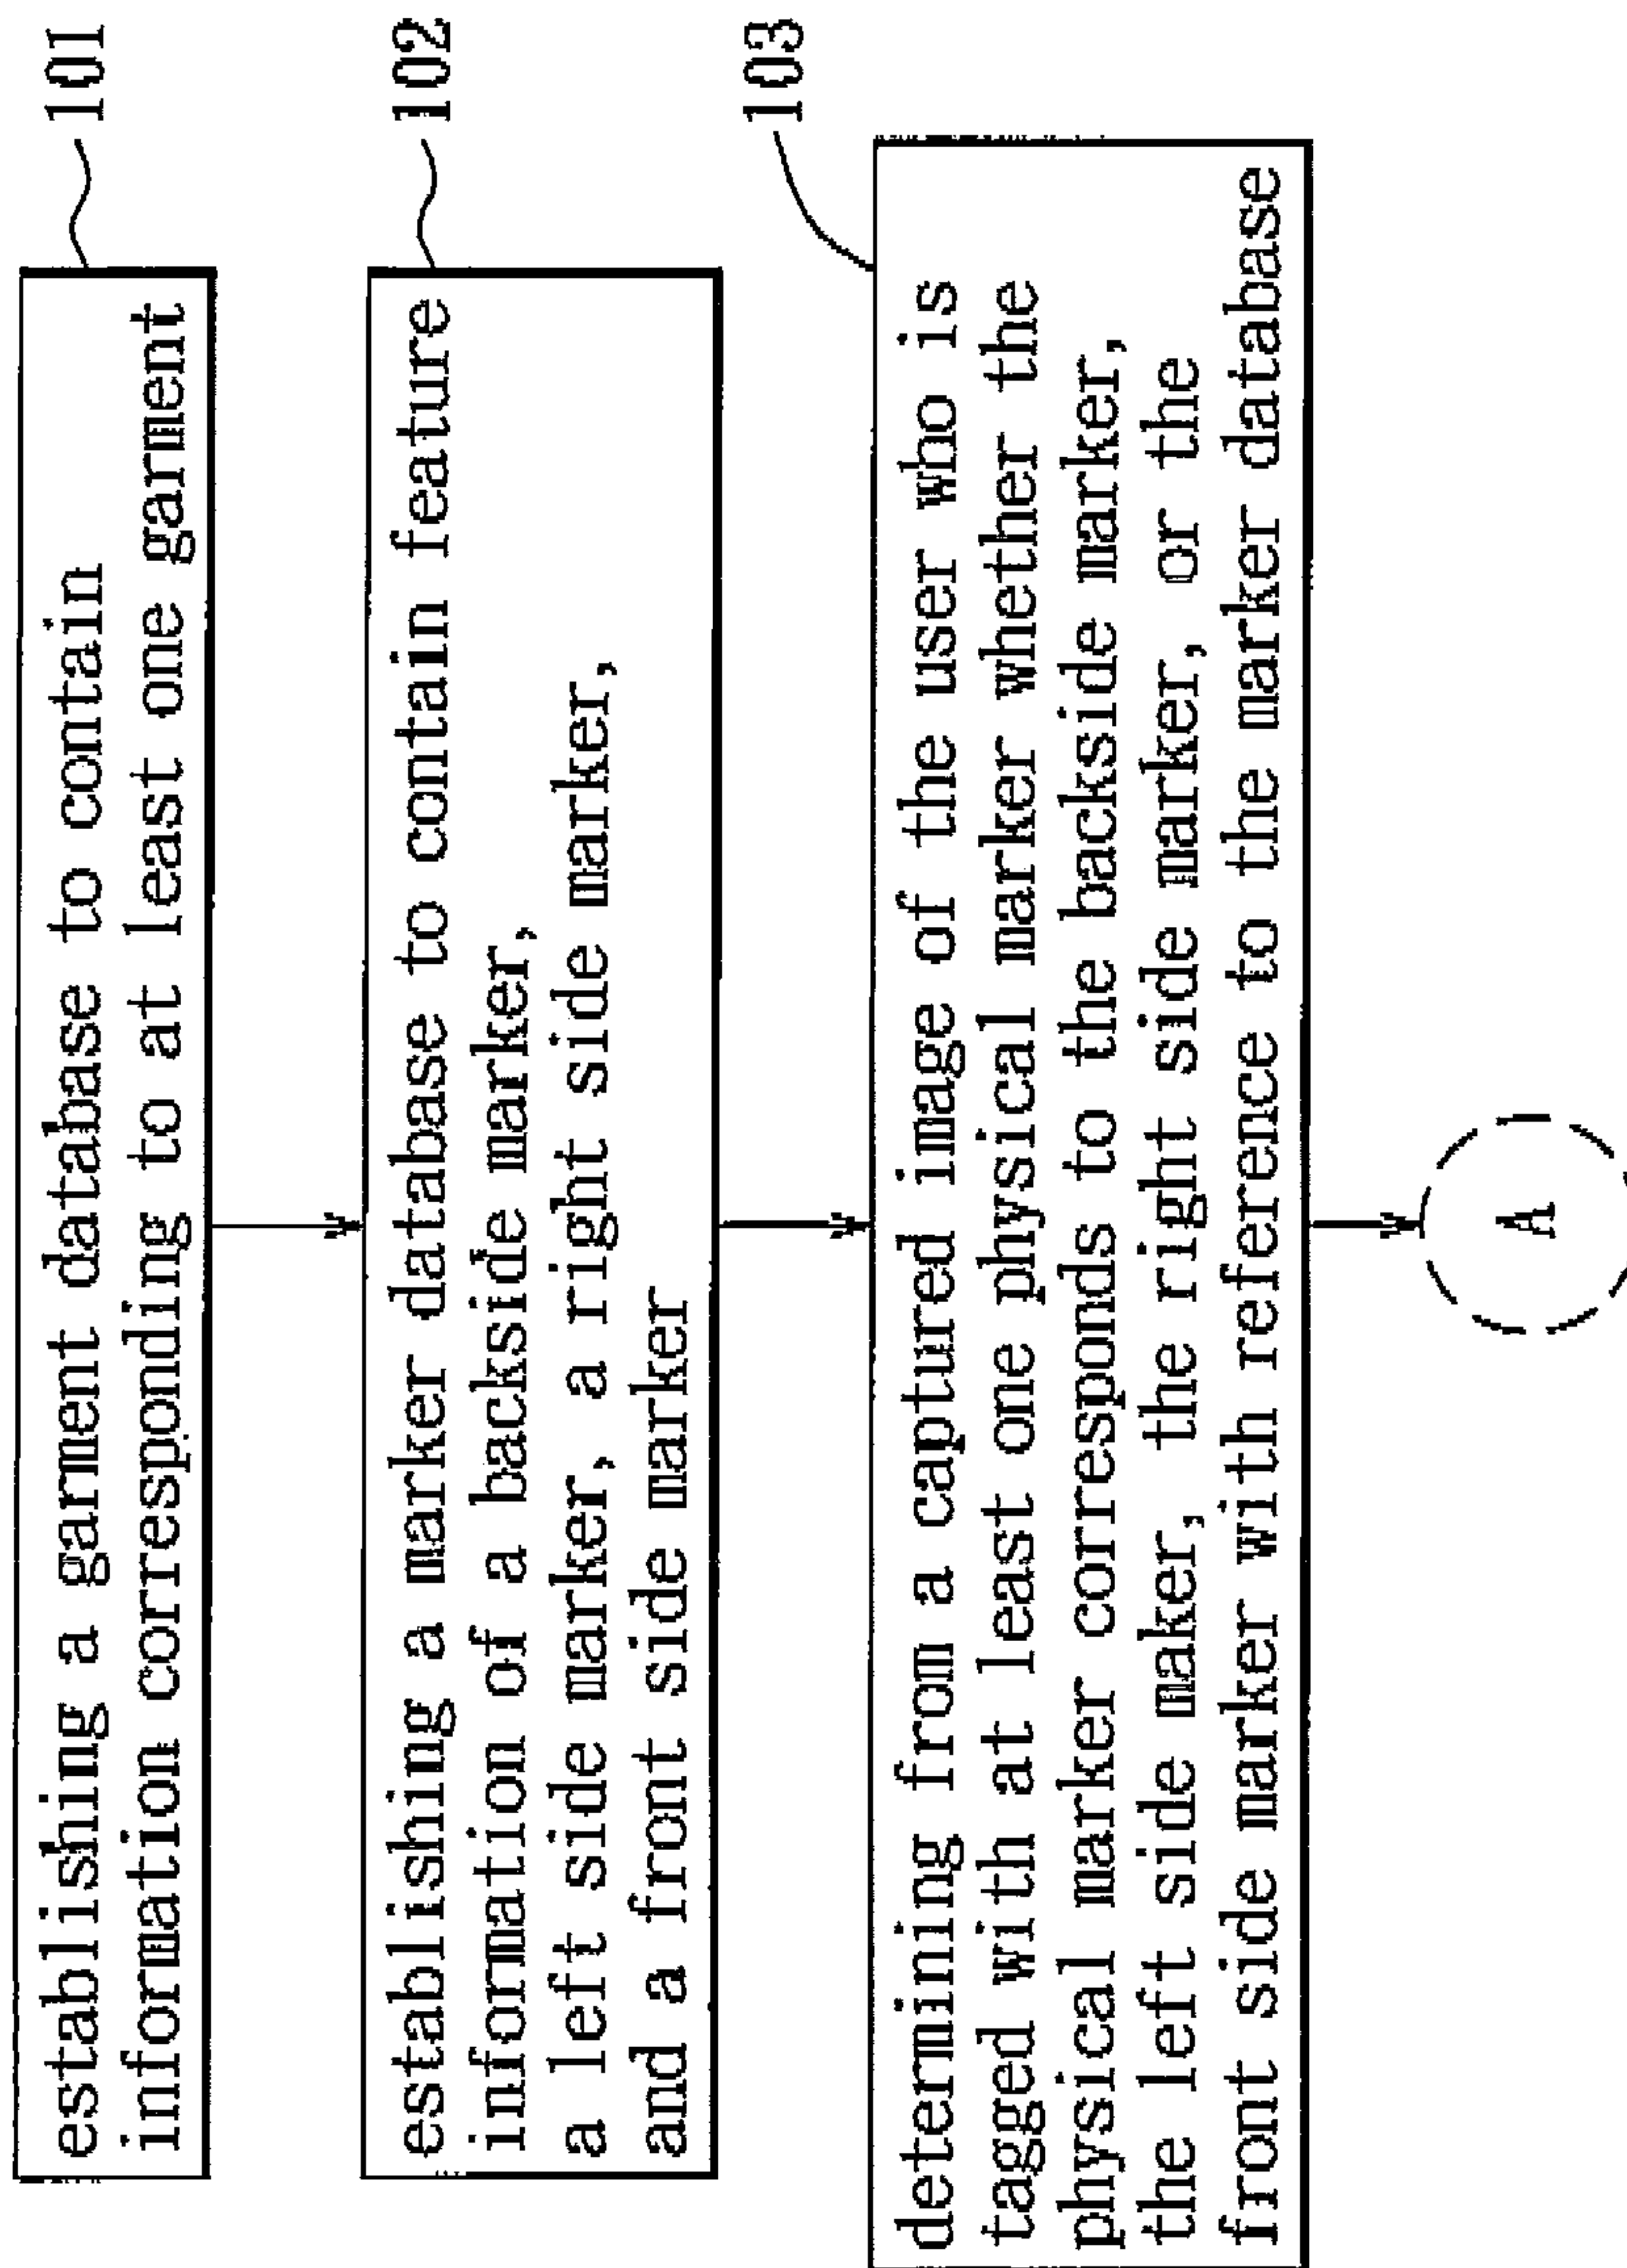 101
establishing a garment database to contain
information corresponding to at least one garment
102
establishing a marker database to contain feature
information of a backside marker,
a left side marker, a right side marker,
and a front side marker
103
determining from a captured image of the user who is
tagged with at least one physical marker whether the
physical marker corresponds to the backside marker,
the left side maker, the right side marker, or the
front side marker with reference to the marker database
A